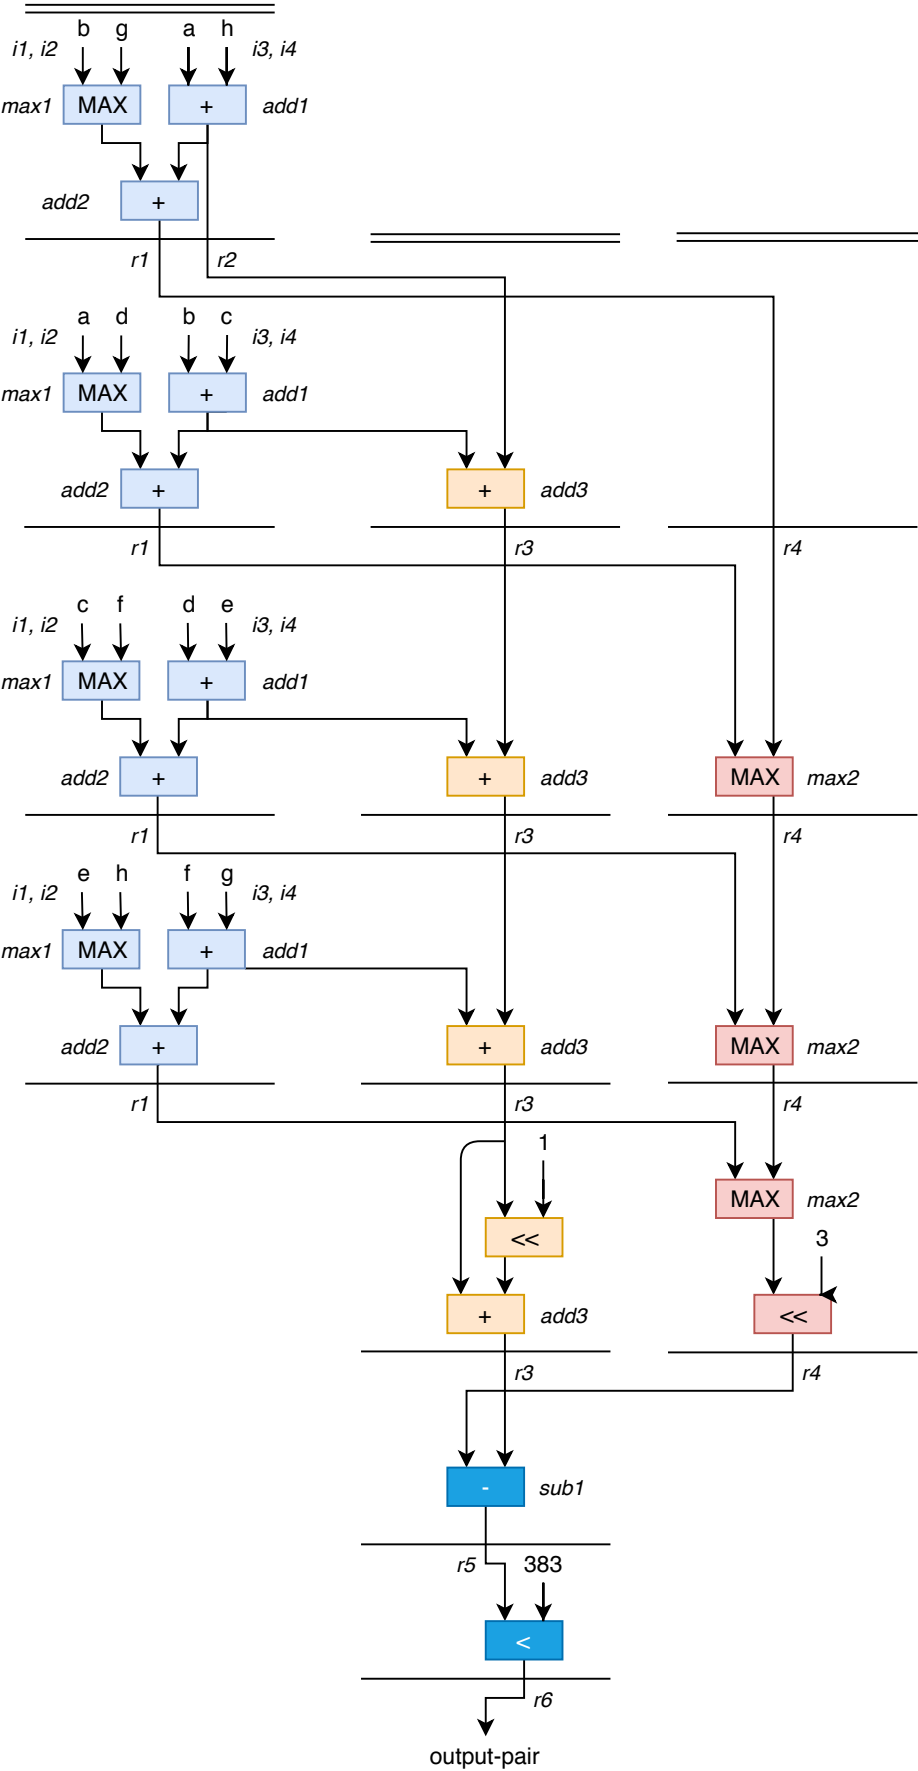 b g a h
i1, i2 i3, i4
max1 MAX + add1
add2 +
r1 r2
a d b c
i1, i2 i3, i4
max1 MAX + add1
add2 + + add3
r1 r3 r4
c f d e
i1, i2 i3, i4
max1 MAX + add1
add2 + + add3 MAX max2
r1 r3 r4
e h f g
i1, i2 i3, i4
max1 MAX + add1
add2 + + add3 MAX max2
r1 r3 r4
1
MAX max2
<< 3
+ add3 <<
r3 r4
- sub1
r5 383
<
r6
output-pair